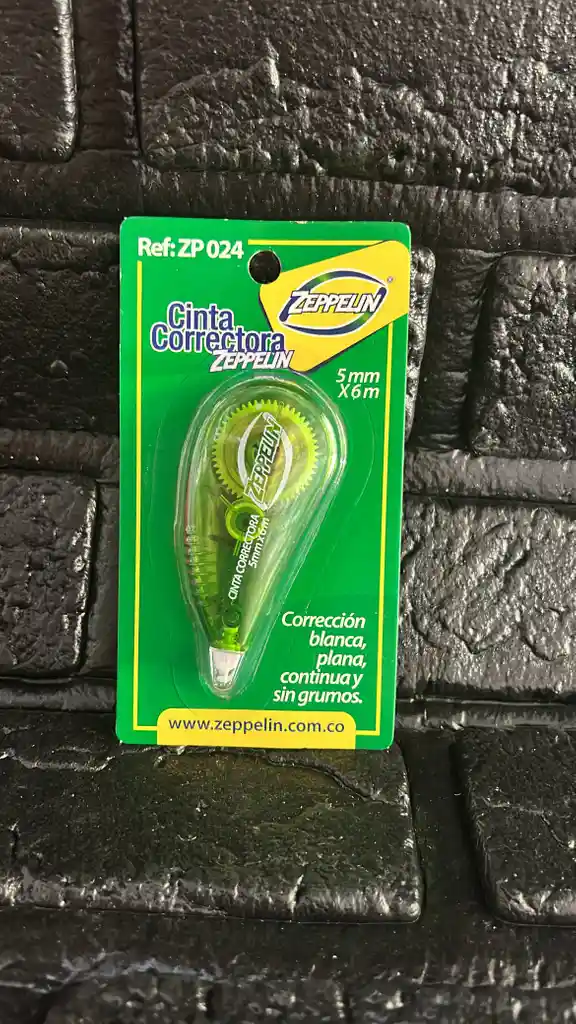 Ref: ZP 024
ZEPPELIN®
Cinta
Correctora
ZEPPELIN
5 mm
X 6 m
ZEPPELIN
CINTA CORRECTORA
5mm X 6m
Corrección
blanca,
plana,
continua y
sin grumos.
www.zeppelin.com.co